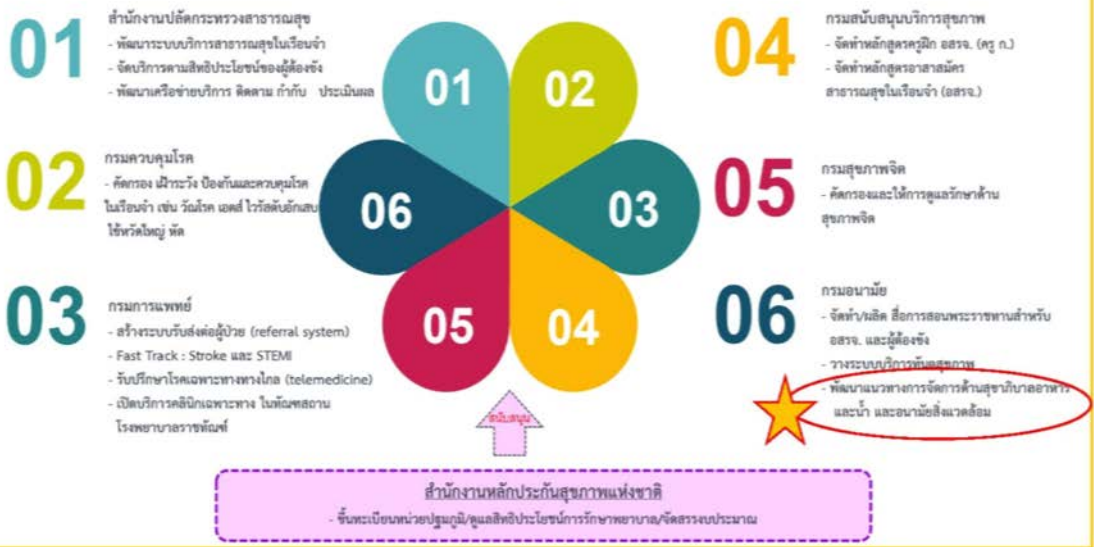 01
สำนักงานปลัดกระทรวงสาธารณสุข
- พัฒนาระบบบริการสาธารณสุขในเรือนจำ
- จัดบริการตามสิทธิประโยชน์ของผู้ต้องขัง
- พัฒนาเครือข่ายบริการ ติดตาม กำกับ ประเมินผล
02
กรมควบคุมโรค
- คัดกรอง เฝ้าระวัง ป้องกันและควบคุมโรค
ในเรือนจำ เช่น วัณโรค เอดส์ ไวรัสตับอักเสบ
ไข้หวัดใหญ่ หัด
03
กรมการแพทย์
- สร้างระบบรับส่งต่อผู้ป่วย (referral system)
- Fast Track : Stroke และ STEMI
- รับปรึกษาโรคเฉพาะทางทางไกล (telemedicine)
- เปิดบริการคลินิกเฉพาะทาง ในทัณฑสถาน
โรงพยาบาลราชทัณฑ์
01
02
06
03
05
04
04
กรมสนับสนุนบริการสุขภาพ
- จัดทำหลักสูตรครูฝึก อสรจ. (ครู ก.)
- จัดทำหลักสูตรอาสาสมัคร
สาธารณสุขในเรือนจำ (อสรจ.)
05
กรมสุขภาพจิต
- คัดกรองและให้การดูแลรักษาด้าน
สุขภาพจิต
06
กรมอนามัย
- จัดทำ/ผลิต สื่อการสอนพระราชทานสำหรับ
อสรจ. และผู้ต้องขัง
- วางระบบบริการทันตสุขภาพ
- พัฒนาแนวทางการจัดการด้านสุขาภิบาลอาหาร
และน้ำ และอนามัยสิ่งแวดล้อม
สนับสนุน
สำนักงานหลักประกันสุขภาพแห่งชาติ
- ขึ้นทะเบียนหน่วยปฐมภูมิ/ดูแลสิทธิประโยชน์การรักษาพยาบาล/จัดสรรงบประมาณ